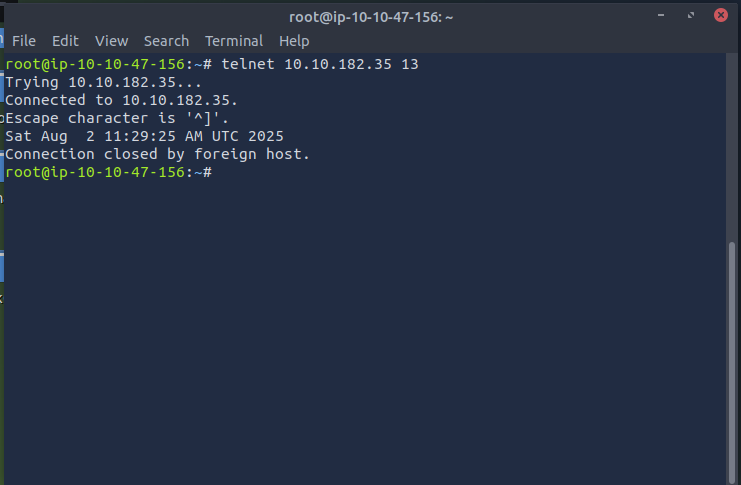 root@ip-10-10-47-156: ~
File Edit View Search Terminal Help
root@ip-10-10-47-156:~# telnet 10.10.182.35 13
Trying 10.10.182.35...
Connected to 10.10.182.35.
Escape character is '^]'.
Sat Aug  2 11:29:25 AM UTC 2025
Connection closed by foreign host.
root@ip-10-10-47-156:~#